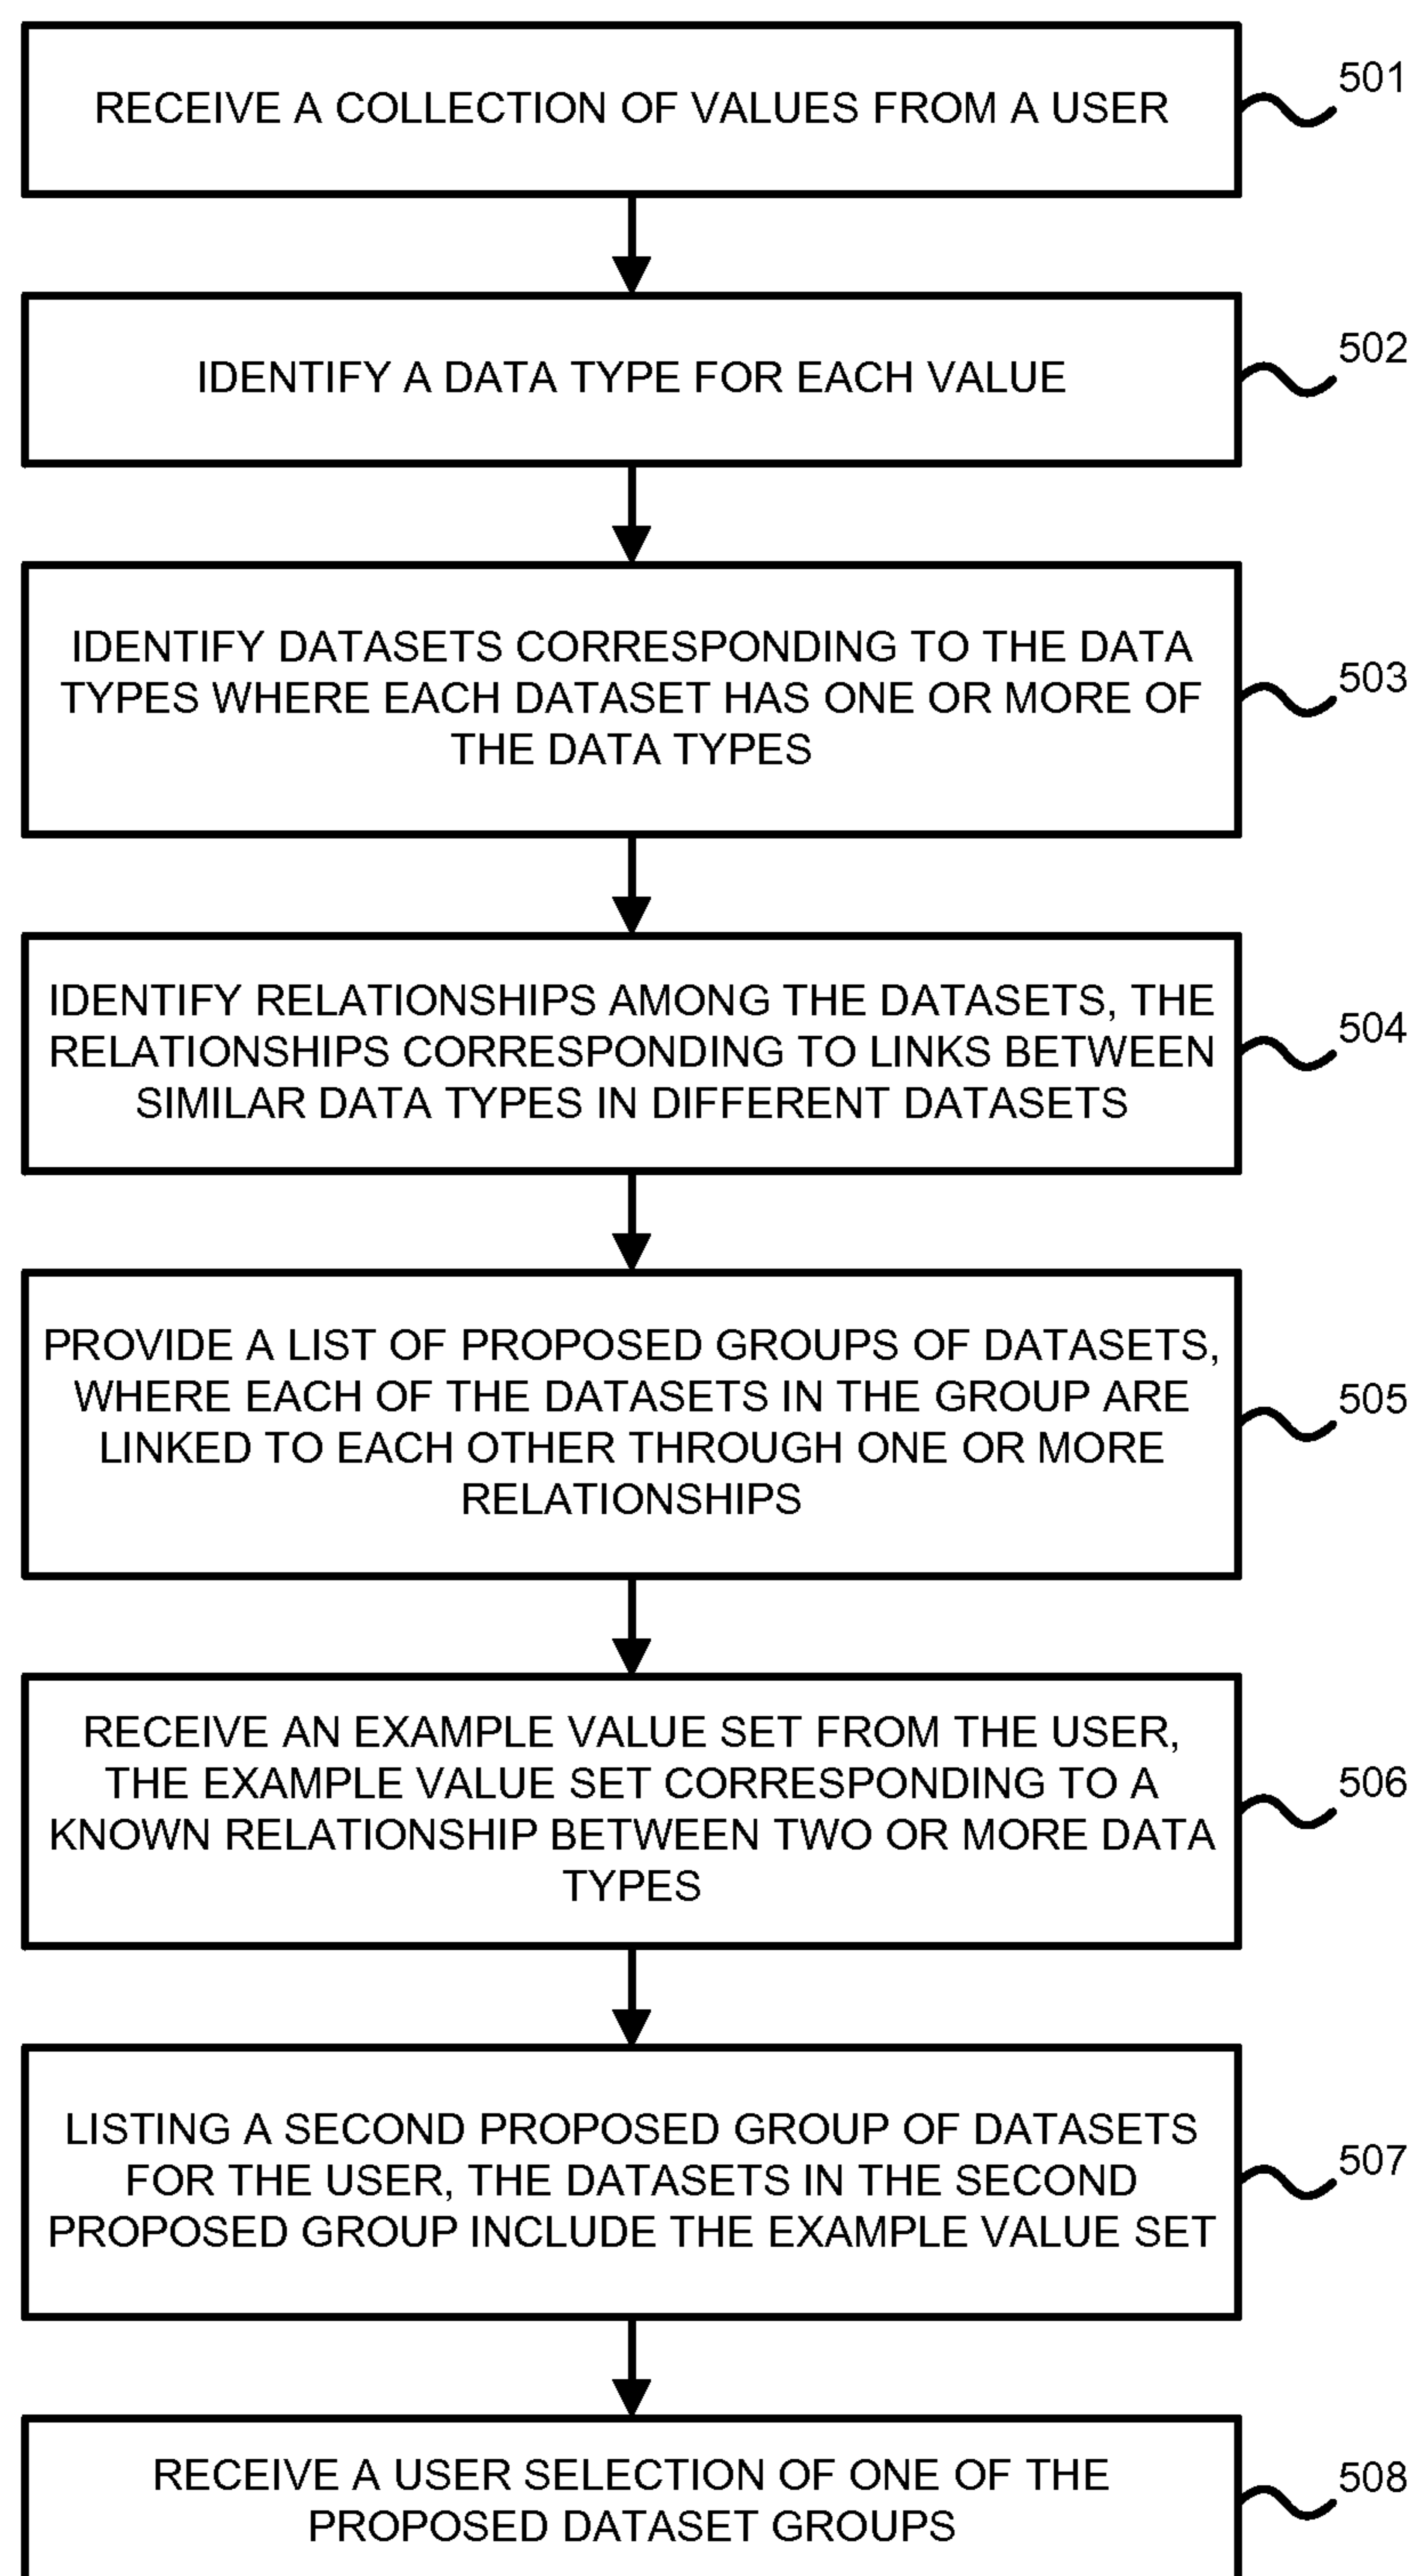 RECEIVE A COLLECTION OF VALUES FROM A USER
501
IDENTIFY A DATA TYPE FOR EACH VALUE
502
IDENTIFY DATASETS CORRESPONDING TO THE DATA
TYPES WHERE EACH DATASET HAS ONE OR MORE OF
THE DATA TYPES
503
IDENTIFY RELATIONSHIPS AMONG THE DATASETS, THE
RELATIONSHIPS CORRESPONDING TO LINKS BETWEEN
SIMILAR DATA TYPES IN DIFFERENT DATASETS
504
PROVIDE A LIST OF PROPOSED GROUPS OF DATASETS,
WHERE EACH OF THE DATASETS IN THE GROUP ARE
LINKED TO EACH OTHER THROUGH ONE OR MORE
RELATIONSHIPS
505
RECEIVE AN EXAMPLE VALUE SET FROM THE USER,
THE EXAMPLE VALUE SET CORRESPONDING TO A
KNOWN RELATIONSHIP BETWEEN TWO OR MORE DATA
TYPES
506
LISTING A SECOND PROPOSED GROUP OF DATASETS
FOR THE USER, THE DATASETS IN THE SECOND
PROPOSED GROUP INCLUDE THE EXAMPLE VALUE SET
507
RECEIVE A USER SELECTION OF ONE OF THE
PROPOSED DATASET GROUPS
508